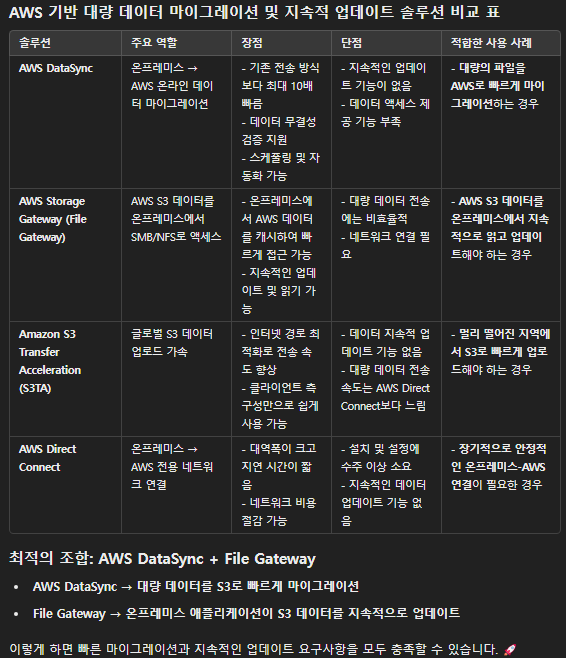 AWS 기반 대량 데이터 마이그레이션 및 지속적 업데이트 솔루션 비교 표
솔루션
주요 역할
장점
단점
적합한 사용 사례
AWS DataSync
온프레미스 →
AWS 온라인 데이
터 마이그레이션
- 기존 전송 방식
보다 최대 10배
빠름
- 데이터 무결성
검증 지원
- 스케줄링 및 자
동화 가능
- 지속적인 업데이
트 기능이 없음
- 데이터 액세스 제
공 기능 부족
- 대량의 파일을
AWS로 빠르게 마이
그레이션하는 경우
AWS Storage
Gateway (File
Gateway)
AWS S3 데이터를
온프레미스에서
SMB/NFS로 액세스
- 온프레미스에
서 AWS 데이터
를 캐시하여 빠
르게 접근 가능
- 지속적인 업데
이트 및 읽기 가
능
- 대량 데이터 전송
에는 비효율적
- 네트워크 연결 필
요
- AWS S3 데이터를
온프레미스에서 지속
적으로 읽고 업데이
트해야 하는 경우
Amazon S3
Transfer
Acceleration
(S3TA)
글로벌 S3 데이터
업로드 가속
- 인터넷 경로 최
적화로 전송 속
도 향상
- 클라이언트 측
구성만으로 쉽게
사용 가능
- 데이터 지속적 업
데이트 기능 없음
- 대량 데이터 전송
속도는 AWS Direct
Connect보다 느림
- 멀리 떨어진 지역에
서 S3로 빠르게 업로
드해야 하는 경우
AWS Direct
Connect
온프레미스 →
AWS 전용 네트워
크 연결
- 대역폭이 크고
지연 시간이 짧
음
- 네트워크 비용
절감 가능
- 설치 및 설정에
수주 이상 소요
- 지속적인 데이터
업데이트 기능 없
음
- 장기적으로 안정적
인 온프레미스-AWS
연결이 필요한 경우
최적의 조합: AWS DataSync + File Gateway
• AWS DataSync → 대량 데이터를 S3로 빠르게 마이그레이션
• File Gateway → 온프레미스 애플리케이션이 S3 데이터를 지속적으로 업데이트
이렇게 하면 빠른 마이그레이션과 지속적인 업데이트 요구사항을 모두 충족할 수 있습니다. 🚀